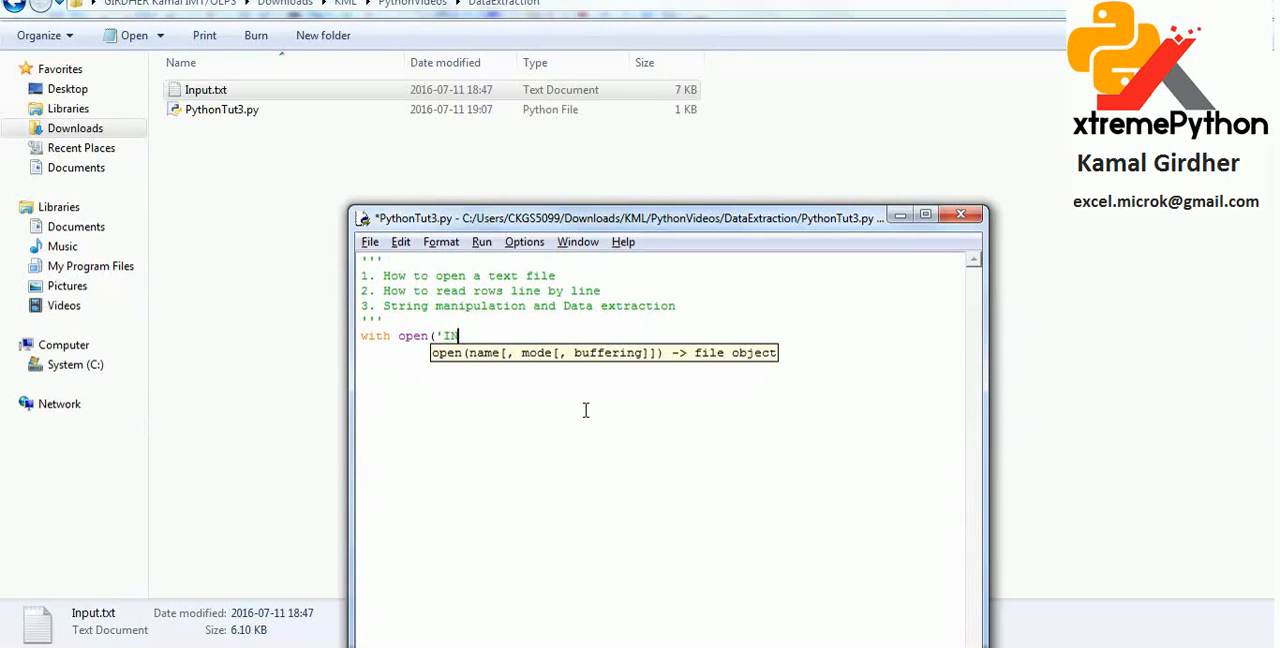 GIRDHER Kamal IMT/OLPS ▸ Downloads ▸ KML ▸ PythonVideos ▸ DataExtraction
Organize Open Print Burn New folder
Favorites
Desktop
Libraries
Downloads
Recent Places
Documents
Libraries
Documents
Music
My Program Files
Pictures
Videos
Computer
System (C:)
Network
Name Date modified Type Size
Input.txt 2016-07-11 18:47 Text Document 7 KB
PythonTut3.py 2016-07-11 19:07 Python File 1 KB
xtremePython
Kamal Girdher
excel.microk@gmail.com
*PythonTut3.py - C:/Users/CKGS5099/Downloads/KML/PythonVideos/DataExtraction/PythonTut3.py ...
File Edit Format Run Options Window Help
'''
1. How to open a text file
2. How to read rows line by line
3. String manipulation and Data extraction
'''
with open('IN
open(name[, mode[, buffering]]) -> file object
Input.txt Date modified: 2016-07-11 18:47
Text Document Size: 6.10 KB